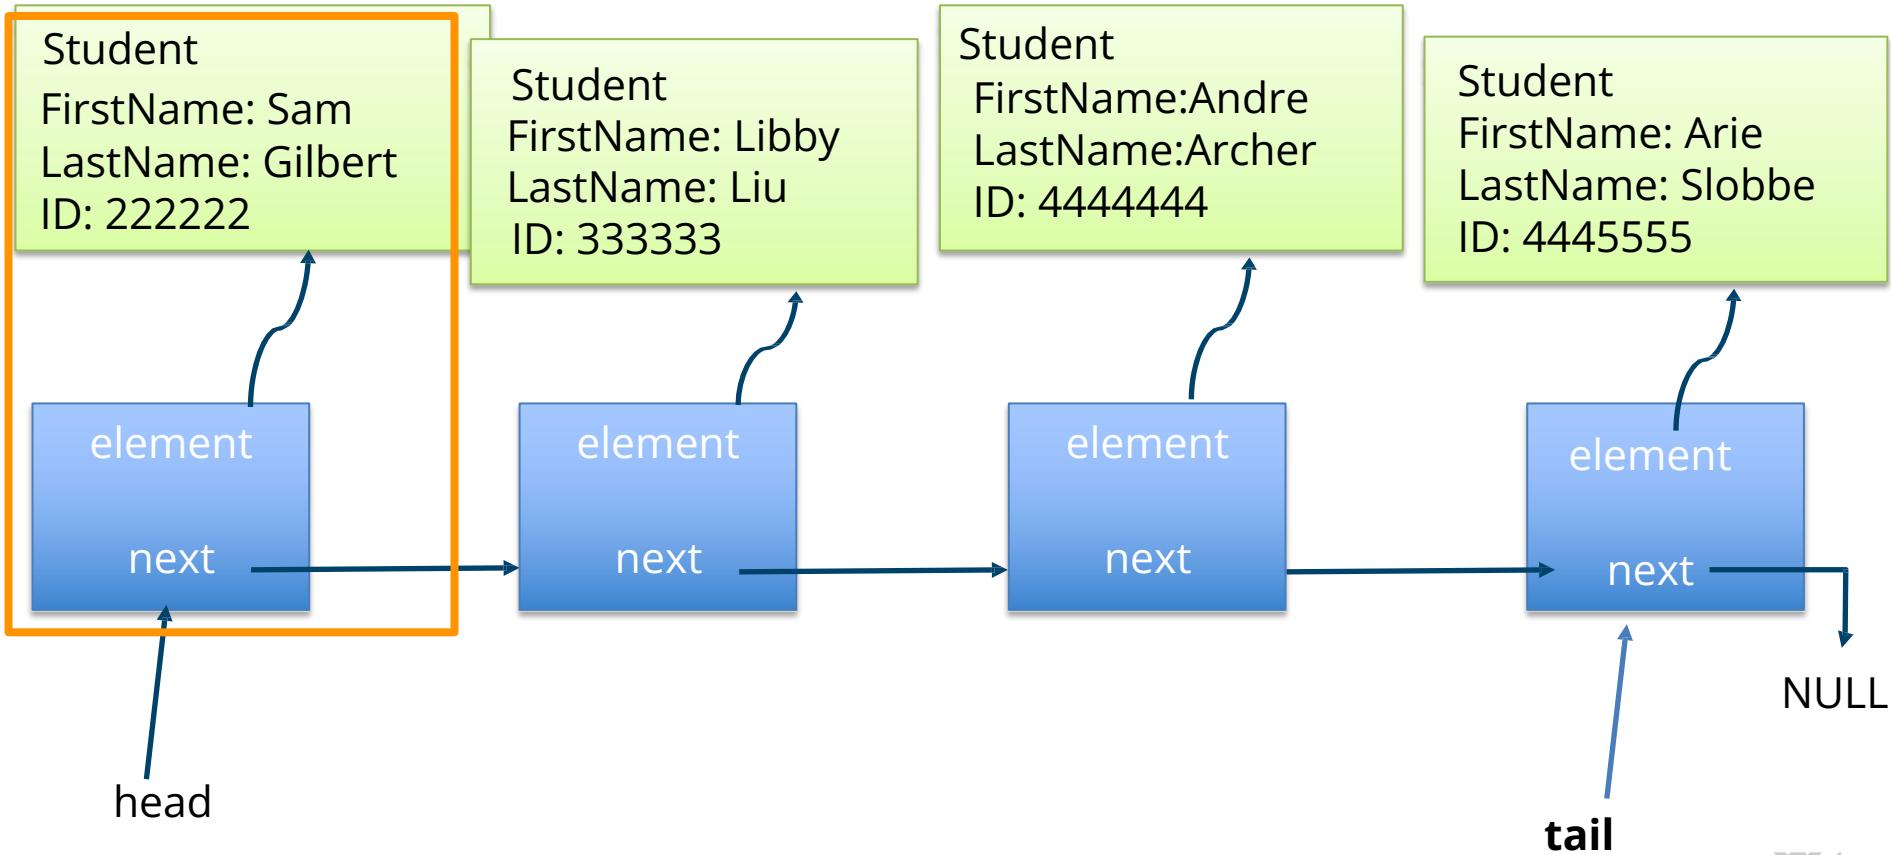 Student
FirstName: Sam
LastName: Gilbert
ID: 222222
Student
FirstName: Libby
LastName: Liu
ID: 333333
Student
FirstName:Andre
LastName:Archer
ID: 4444444
Student
FirstName: Arie
LastName: Slobbe
ID: 4445555
element
next
element
next
element
next
element
next
NULL
head
tail